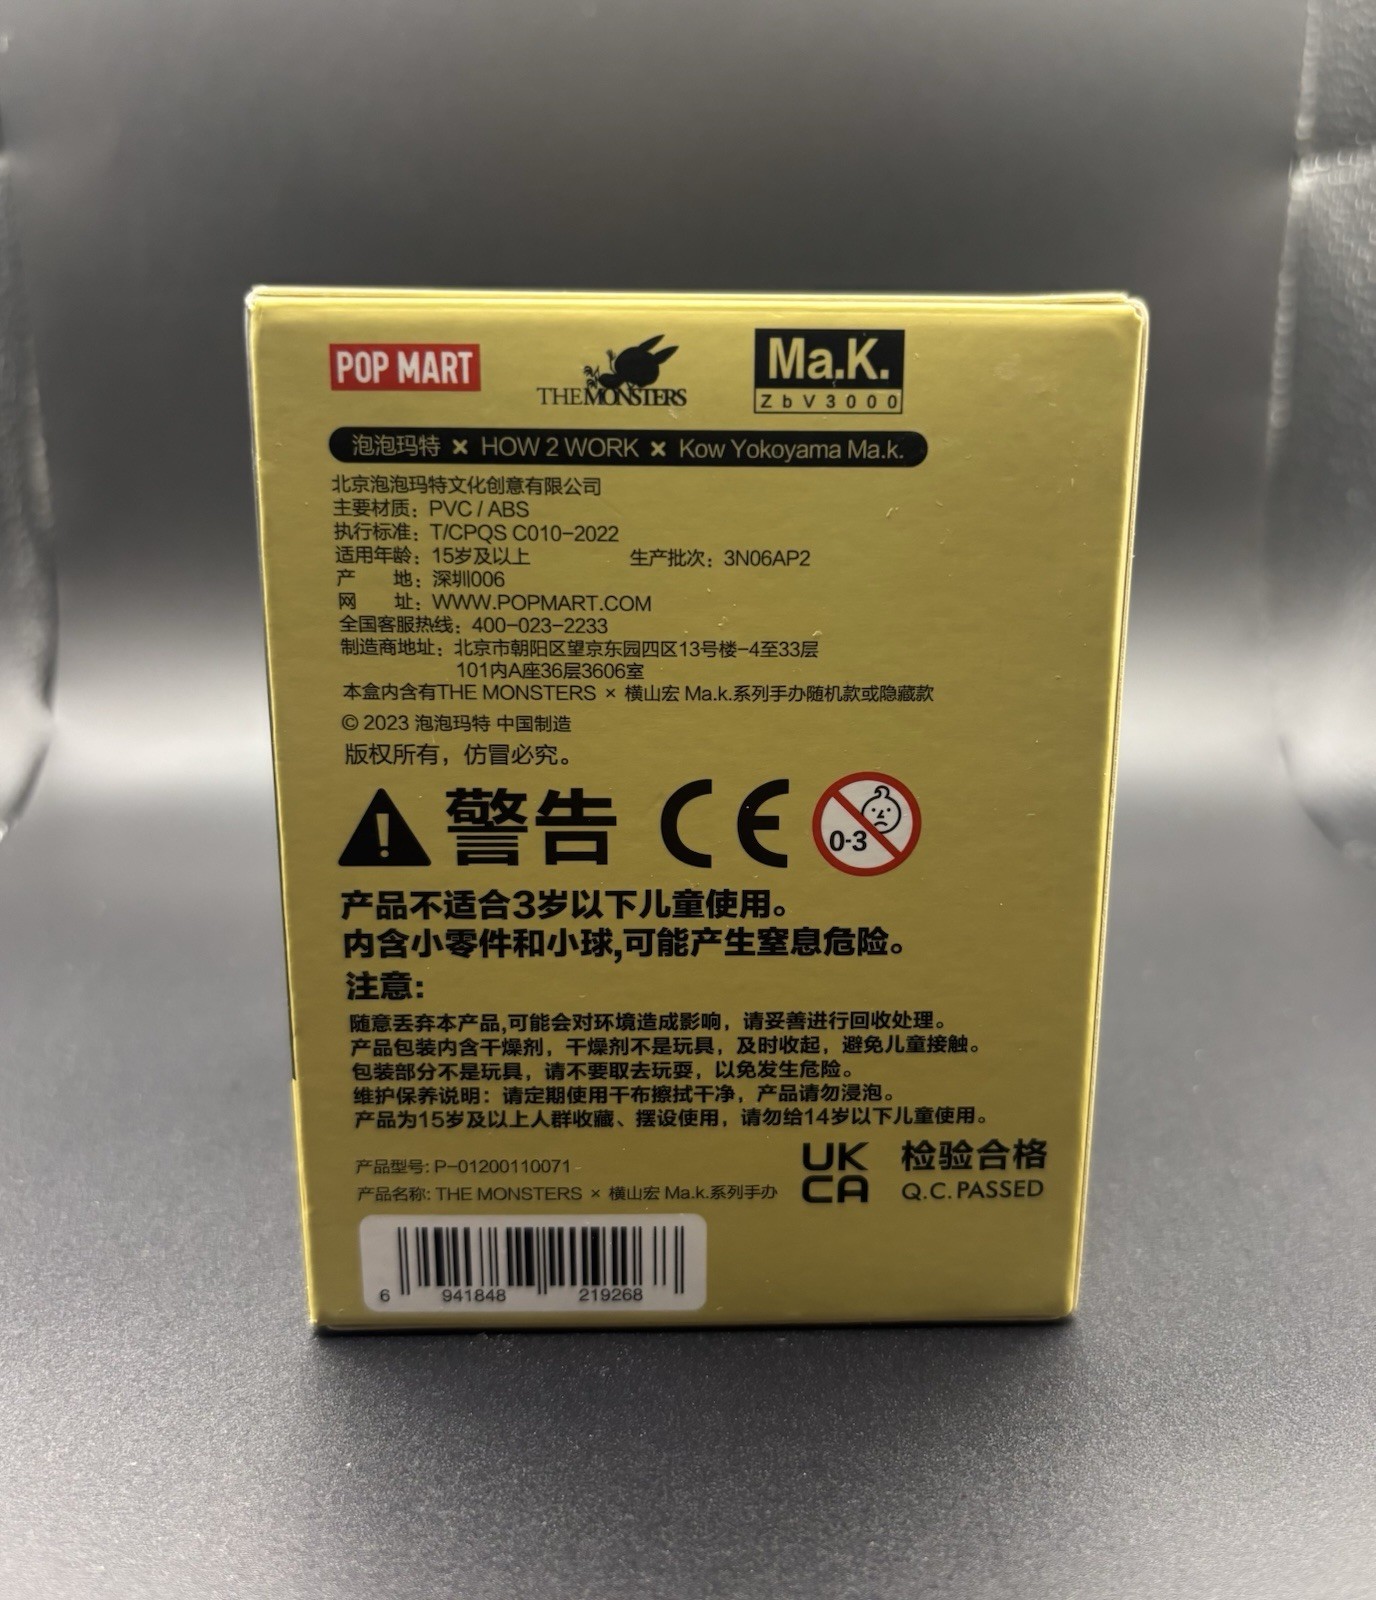 POP MART
THE MONSTERS
Ma.K.
ZbV3000
泡泡玛特 × HOW 2 WORK × Kow Yokoyama Ma.k.
北京泡泡玛特文化创意有限公司
主要材质：PVC / ABS
执行标准：T/CPQS C010-2022
适用年龄：15岁及以上 生产批次：3N06AP2
产 地：深圳006
网 址：WWW.POPMART.COM
全国客服热线：400-023-2233
制造商地址：北京市朝阳区望京东园四区13号楼-4至33层
101内A座36层3606室
本盒内含有THE MONSTERS × 横山宏 Ma.k.系列手办随机款或隐藏款
© 2023 泡泡玛特 中国制造
版权所有，仿冒必究。
! 警告 CE 0-3
产品不适合3岁以下儿童使用。
内含小零件和小球,可能产生窒息危险。
注意:
随意丢弃本产品,可能会对环境造成影响，请妥善进行回收处理。
产品包装内含干燥剂，干燥剂不是玩具，及时收起，避免儿童接触。
包装部分不是玩具，请不要取去玩耍，以免发生危险。
维护保养说明：请定期使用干布擦拭干净，产品请勿浸泡。
产品为15岁及以上人群收藏、摆设使用，请勿给14岁以下儿童使用。
产品型号: P-01200110071
产品名称: THE MONSTERS × 横山宏 Ma.k.系列手办
UK
CA
检验合格
Q.C. PASSED
6 941848 219268